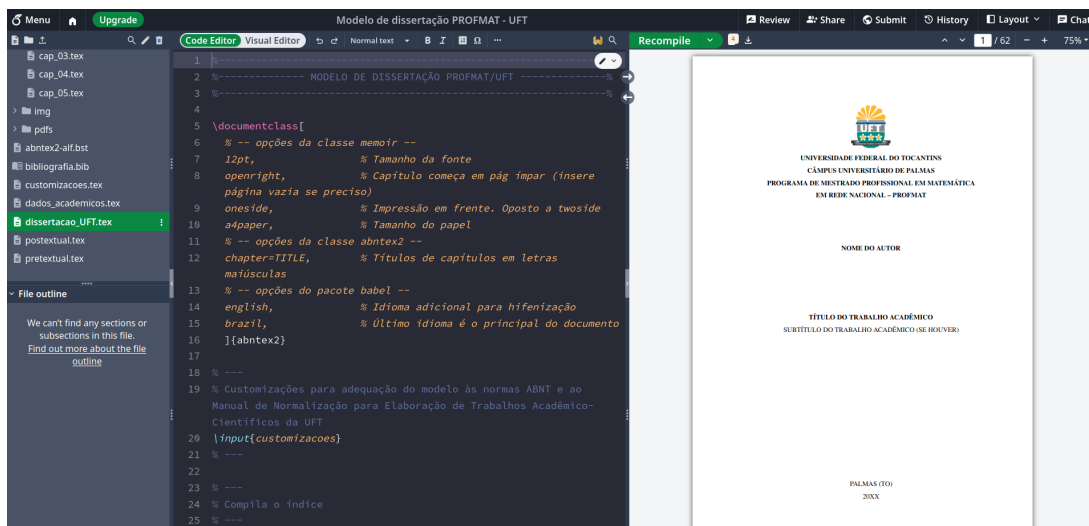 Menu
Upgrade
Modelo de dissertação PROFMAT - UFT
Review
Share
Submit
History
Layout
Chat
Code Editor
Visual Editor
Normal text
B I
Recompile
4
1 / 62
75%
cap_03.tex
cap_04.tex
cap_05.tex
img
pdfs
abntex2-alf.bst
bibliografia.bib
customizacoes.tex
dados_academicos.tex
dissertacao_UFT.tex
postextual.tex
pretextual.tex
File outline
We can't find any sections or
subsections in this file.
Find out more about the file
outline
1 %----------------------------------------------------------------%
2 %-------------- MODELO DE DISSERTAÇÃO PROFMAT/UFT --------------%
3 %----------------------------------------------------------------%
4
5 \documentclass[
6 % -- opções da classe memoir --
7 12pt, % Tamanho da fonte
8 openright, % Capítulo começa em pág ímpar (insere
página vazia se preciso)
9 oneside, % Impressão em frente. Oposto a twoside
10 a4paper, % Tamanho do papel
11 % -- opções da classe abntex2 --
12 chapter=TITLE, % Títulos de capítulos em letras
maiúsculas
13 % -- opções do pacote babel --
14 english, % Idioma adicional para hifenização
15 brazil, % Último idioma é o principal do documento
16 ]{abntex2}
17
18 % ---
19 % Customizações para adequação do modelo às normas ABNT e ao
Manual de Normalização para Elaboração de Trabalhos Acadêmico-
Científicos da UFT
20 \input{customizacoes}
21 % ---
22
23 % ---
24 % Compila o índice
25 % ---
UFT
UNIVERSIDADE FEDERAL DO TOCANTINS
CÂMPUS UNIVERSITÁRIO DE PALMAS
PROGRAMA DE MESTRADO PROFISSIONAL EM MATEMÁTICA
EM REDE NACIONAL – PROFMAT
NOME DO AUTOR
TÍTULO DO TRABALHO ACADÊMICO
SUBTÍTULO DO TRABALHO ACADÊMICO (SE HOUVER)
PALMAS (TO)
20XX